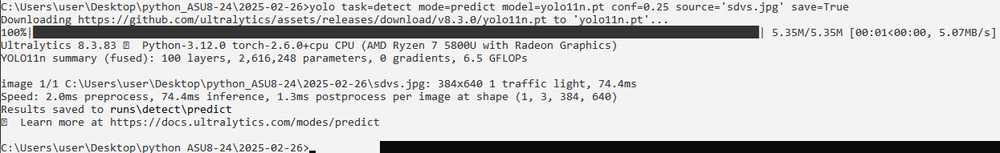 C:\Users\user\Desktop\python_ASU8-24\2025-02-26>yolo task=detect mode=predict model=yolo11n.pt conf=0.25 source='sdvs.jpg' save=True
Downloading https://github.com/ultralytics/assets/releases/download/v8.3.0/yolo11n.pt to 'yolo11n.pt'...
100%|| 5.35M/5.35M [00:01<00:00, 5.07MB/s]
Ultralytics 8.3.83 Python-3.12.0 torch-2.6.0+cpu CPU (AMD Ryzen 7 5800U with Radeon Graphics)
YOLO11n summary (fused): 100 layers, 2,616,248 parameters, 0 gradients, 6.5 GFLOPs
image 1/1 C:\Users\user\Desktop\python_ASU8-24\2025-02-26\sdvs.jpg: 384x640 1 traffic light, 74.4ms
Speed: 2.0ms preprocess, 74.4ms inference, 1.3ms postprocess per image at shape (1, 3, 384, 640)
Results saved to runs\detect\predict
Learn more at https://docs.ultralytics.com/modes/predict
C:\Users\user\Desktop\python_ASU8-24\2025-02-26>